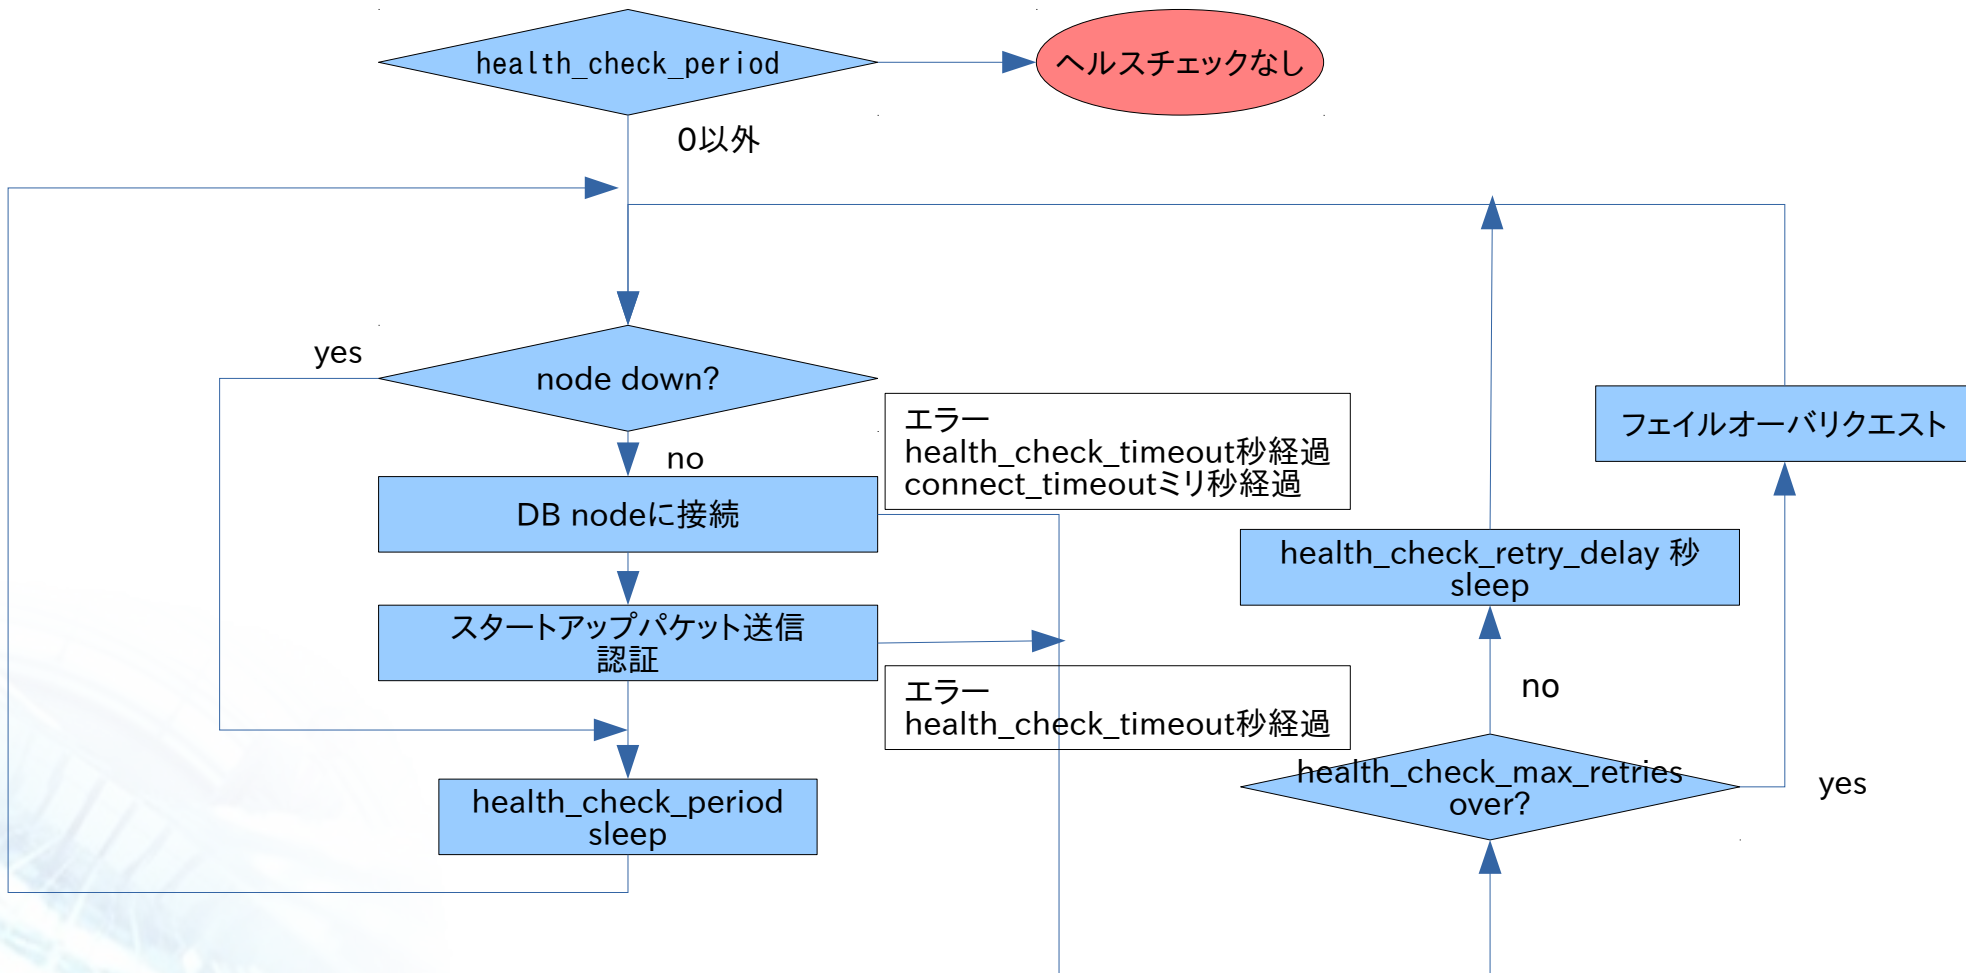 health_check_period
ヘルスチェックなし
0以外
yes
node down?
no
エラー
health_check_timeout秒経過
connect_timeoutミリ秒経過
DB nodeに接続
スタートアップパケット送信
認証
エラー
health_check_timeout秒経過
health_check_period
sleep
フェイルオーバリクエスト
health_check_retry_delay 秒
sleep
no
health_check_max_retries
over?
yes